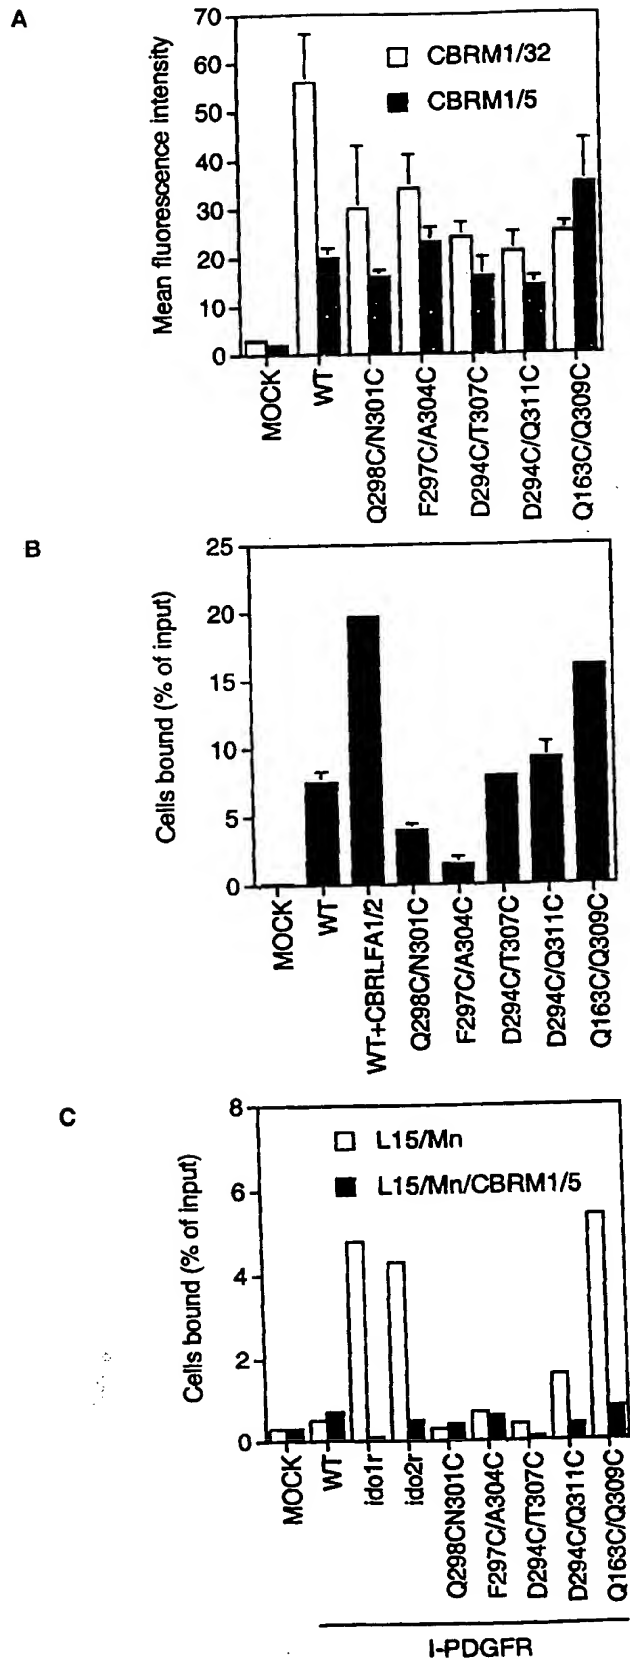 A
Mean fluorescence intensity
70
60
50
40
30
20
10
0
CBRM1/32
CBRM1/5
MOCK
WT
Q298C/N301C
F297C/A304C
D294C/T307C
D294C/Q311C
Q163C/Q309C
B
Cells bound (% of input)
25
20
15
10
5
0
MOCK
WT
WT+CBRLFA1/2
Q298C/N301C
F297C/A304C
D294C/T307C
D294C/Q311C
Q163C/Q309C
C
Cells bound (% of input)
8
6
4
2
0
L15/Mn
L15/Mn/CBRM1/5
MOCK
WT
ido1r
ido2r
Q298CN301C
F297C/A304C
D294C/T307C
D294C/Q311C
Q163C/Q309C
I-PDGFR